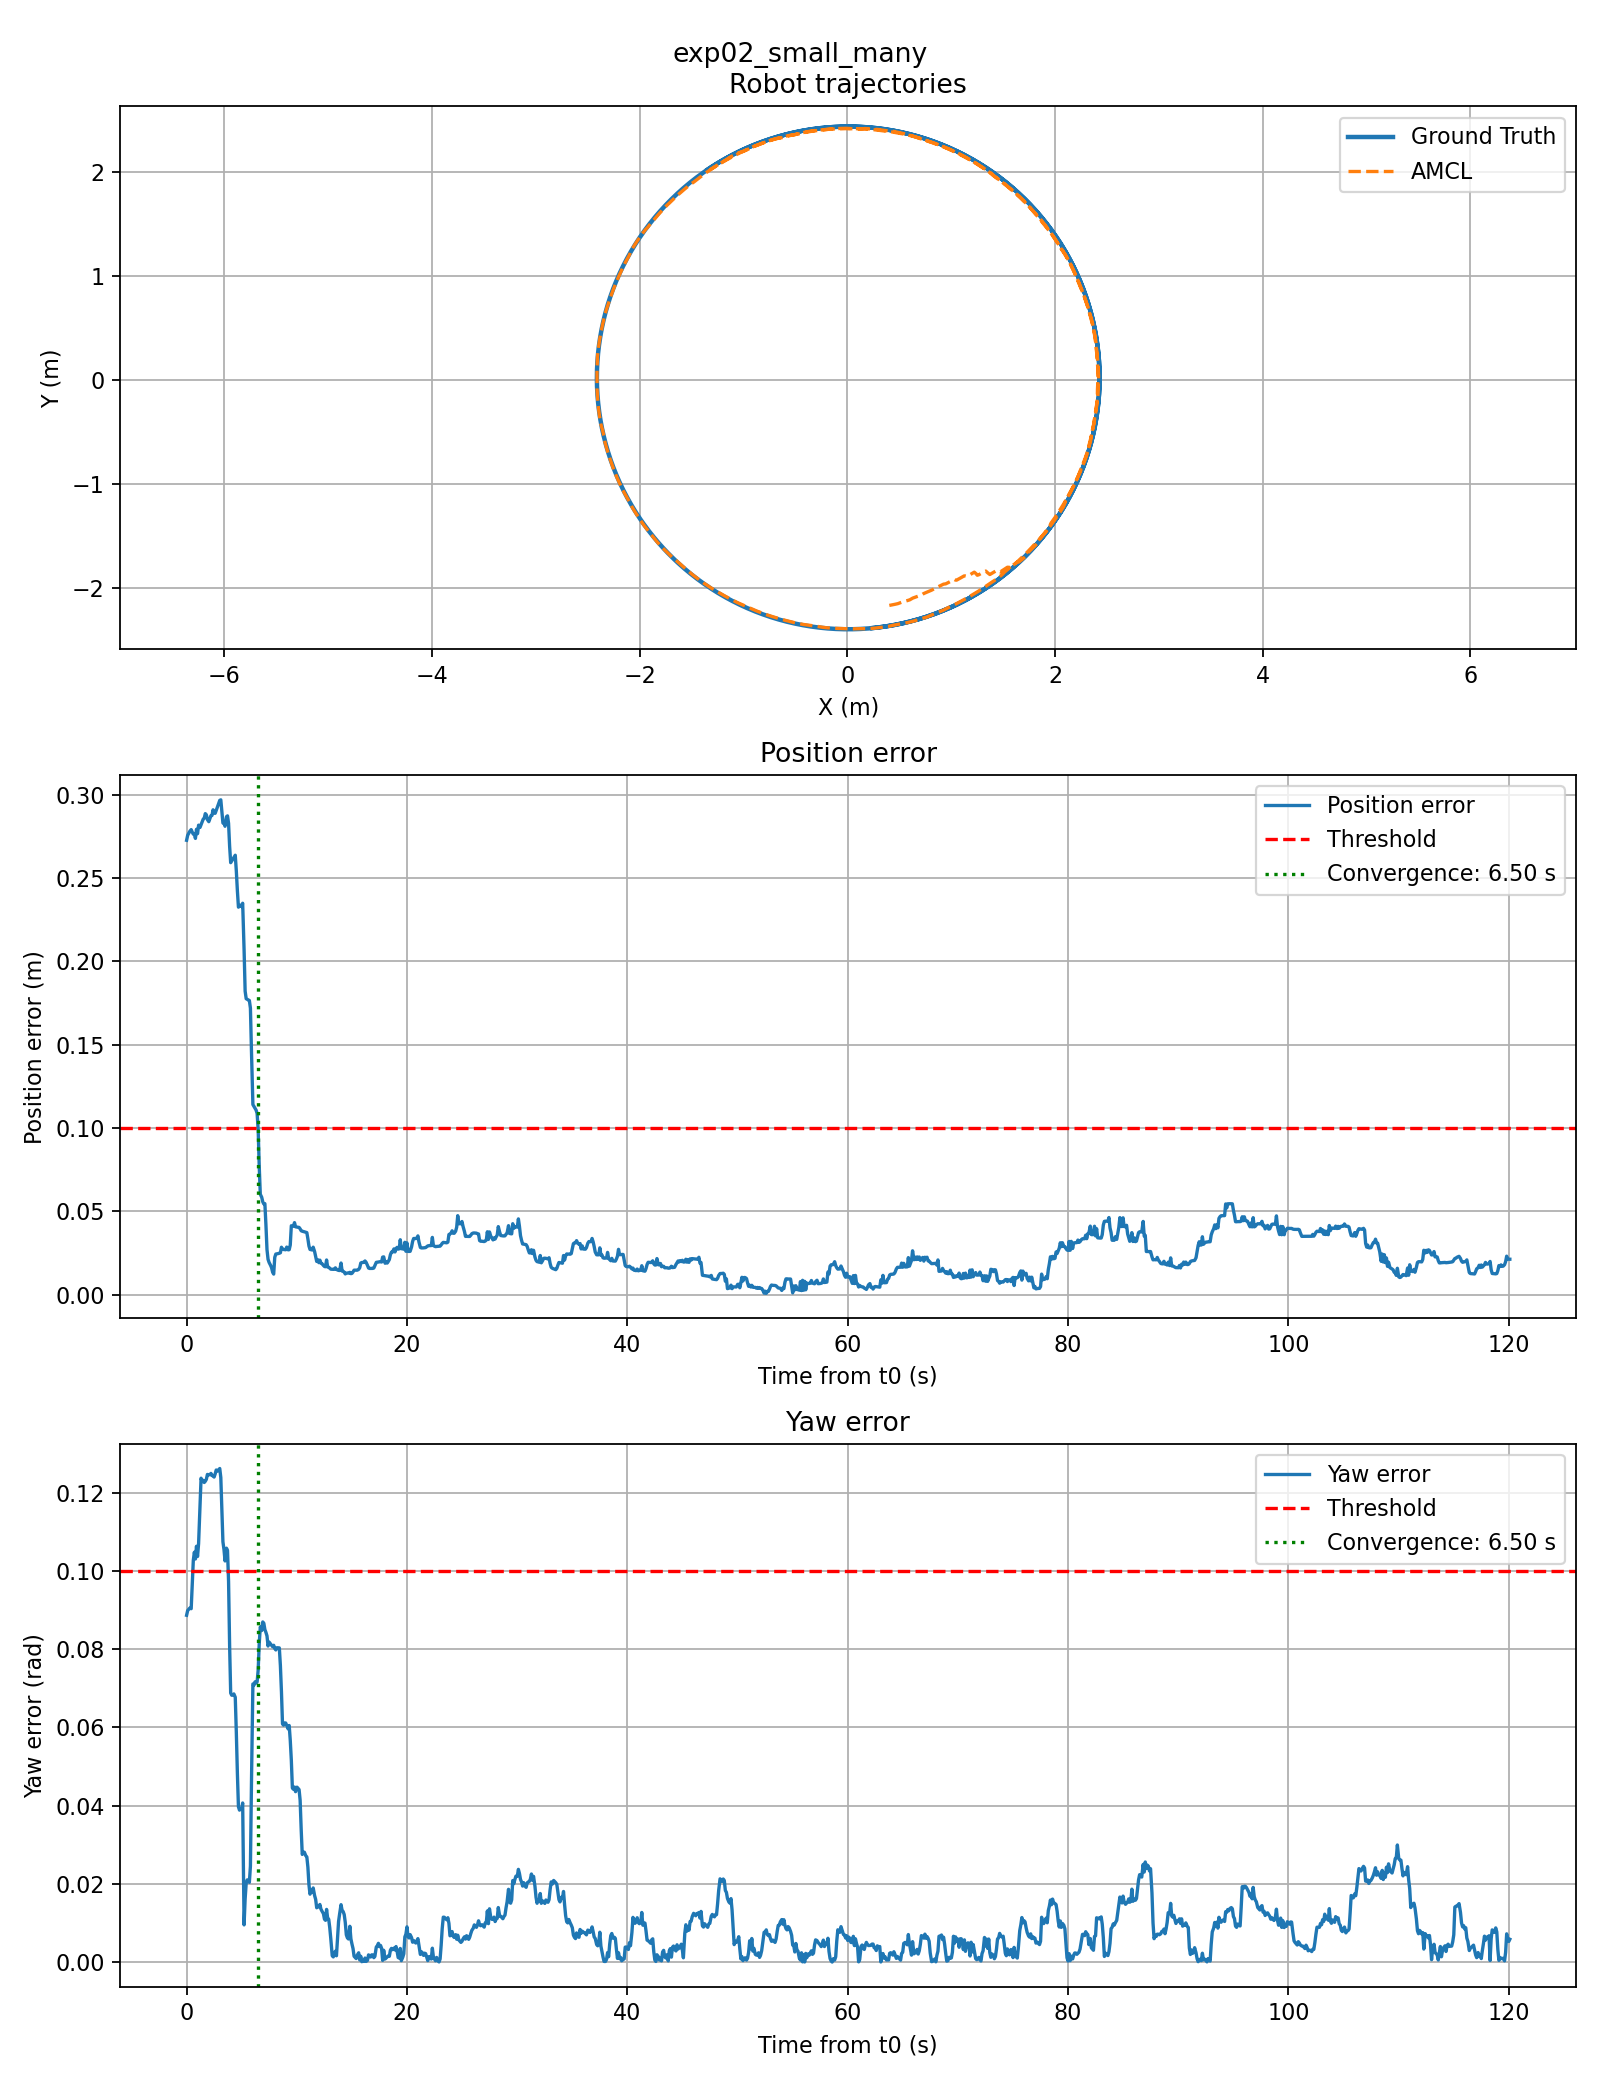 exp02_small_many
Robot trajectories
Ground Truth
AMCL
2
1
0
−1
−2
Y (m)
−6
−4
−2
0
2
4
6
X (m)
Position error
Position error
Threshold
Convergence: 6.50 s
0.30
0.25
0.20
0.15
0.10
0.05
0.00
Position error (m)
0
20
40
60
80
100
120
Time from t0 (s)
Yaw error
Yaw error
Threshold
Convergence: 6.50 s
0.12
0.10
0.08
0.06
0.04
0.02
0.00
Yaw error (rad)
0
20
40
60
80
100
120
Time from t0 (s)